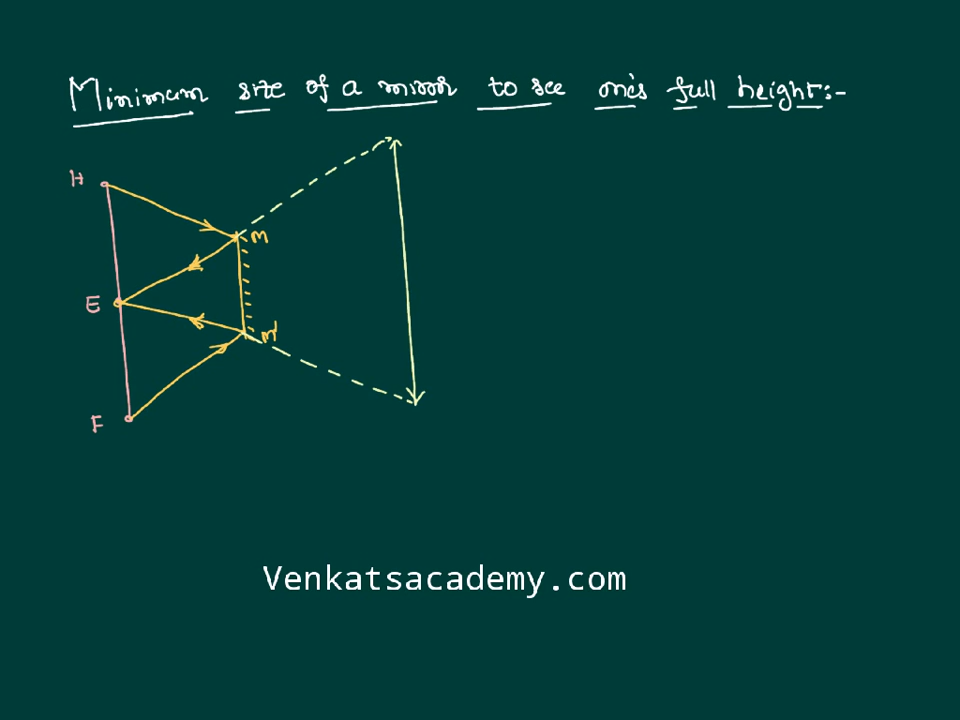 Minimum size of a mirror to see one's full height:-
H
M
E
M'
F
Venkatsacademy.com